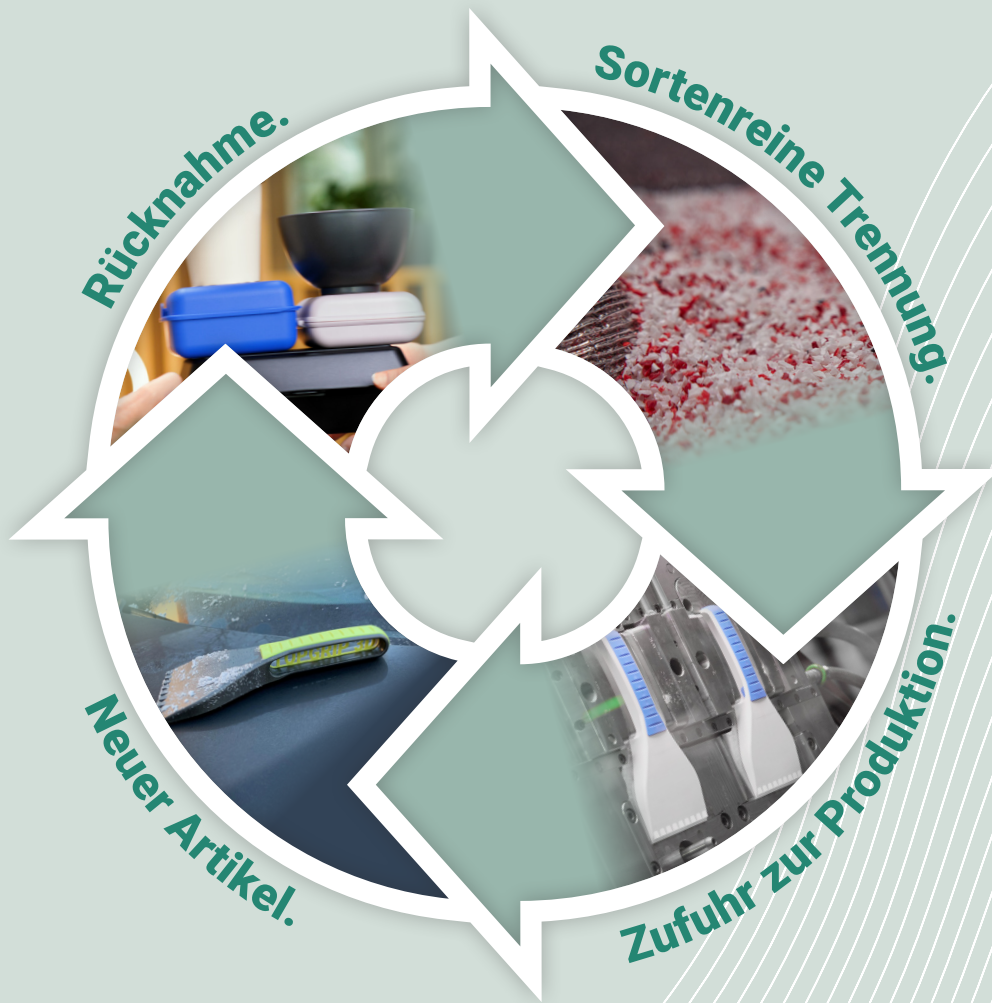 Rücknahme.
Sortenreine Trennung.
Zufuhr zur Produktion.
Neuer Artikel.